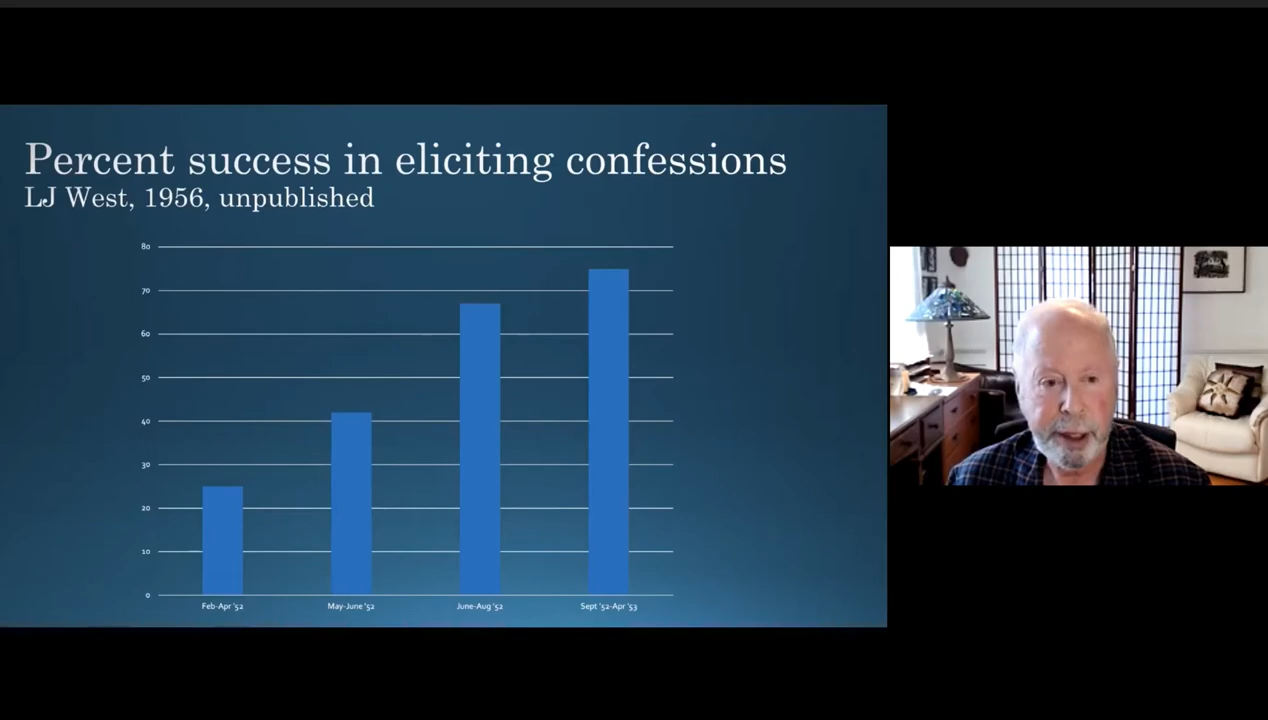 Percent success in eliciting confessions
LJ West, 1956, unpublished
80
70
60
50
40
30
20
10
0
Feb-Apr '52
May-June '52
June-Aug '52
Sept '52-Apr '53